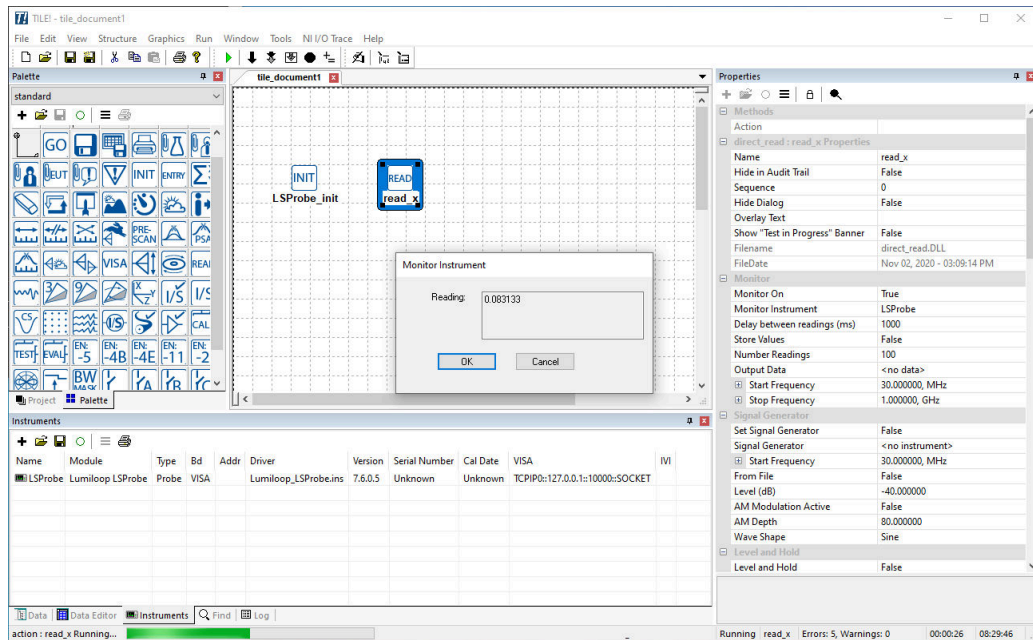 TILE! - tile_document1
File Edit View Structure Graphics Run Window Tools NI I/O Trace Help
Palette
standard
GO
EUT INIT ENTRY Σ
PRE-SCAN PSA
VISA REA
3 9 X Y Z I/S I/S
CS I/S CAL
TEST EVAL EN: -5 EN: -4B EN: -4E EN: -11 EN: -2
BW MASK A B C
Project Palette
tile_document1
INIT
LSProbe_init
READ
read_x
Monitor Instrument
Reading: 0.083133
OK Cancel
Properties
Methods
Action
direct_read : read_x Properties
Name read_x
Hide in Audit Trail False
Sequence 0
Hide Dialog False
Overlay Text
Show "Test in Progress" Banner False
Filename direct_read.DLL
FileDate Nov 02, 2020 - 03:09:14 PM
Monitor
Monitor On True
Monitor Instrument LSProbe
Delay between readings (ms) 1000
Store Values False
Number Readings 100
Output Data <no data>
Start Frequency 30.000000, MHz
Stop Frequency 1.000000, GHz
Signal Generator
Set Signal Generator False
Signal Generator <no instrument>
Start Frequency 30.000000, MHz
From File False
Level (dB) -40.000000
AM Modulation Active False
AM Depth 80.000000
Wave Shape Sine
Level and Hold
Level and Hold False
Instruments
Name Module Type Bd Addr Driver Version Serial Number Cal Date VISA IVI
LSProbe Lumiloop LSProbe Probe VISA Lumiloop_LSProbe.ins 7.6.0.5 Unknown Unknown TCPIP0::127.0.0.1::10000::SOCKET
Data Data Editor Instruments Find Log
action : read_x Running... Running read_x Errors: 5, Warnings: 0 00:00:26 08:29:46